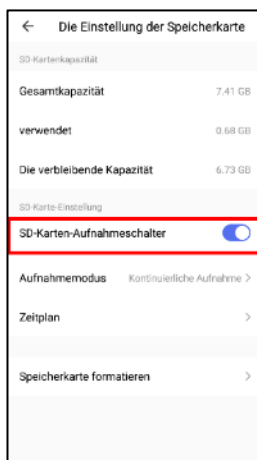 Die Einstellung der Speicherkarte
SD-Kartenkapazität
Gesamtkapazität 7.41 GB
verwendet 0.68 GB
Die verbleibende Kapazität 6.73 GB
SD-Karte-Einstellung
SD-Karten-Aufnahmeschalter
Aufnahmemodus Kontinuierliche Aufnahme >
Zeitplan >
Speicherkarte formatieren >